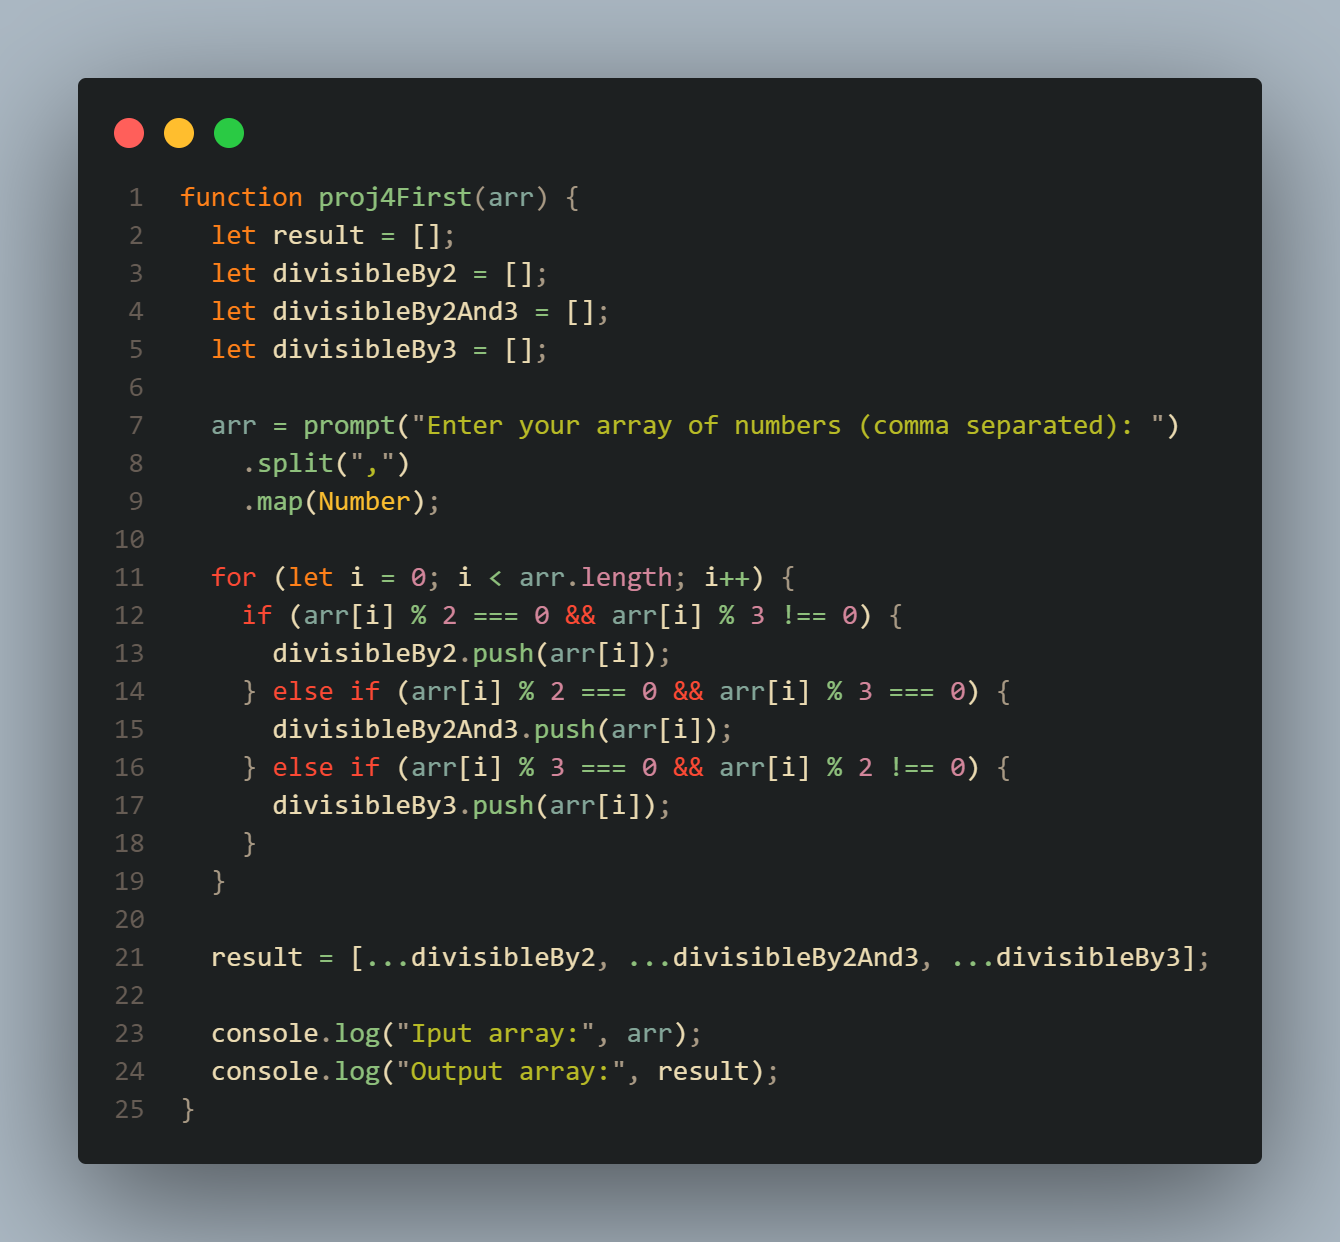 1 function proj4First(arr) {
2   let result = [];
3   let divisibleBy2 = [];
4   let divisibleBy2And3 = [];
5   let divisibleBy3 = [];
6
7   arr = prompt("Enter your array of numbers (comma separated): ")
8     .split(",")
9     .map(Number);
10
11   for (let i = 0; i < arr.length; i++) {
12     if (arr[i] % 2 === 0 && arr[i] % 3 !== 0) {
13       divisibleBy2.push(arr[i]);
14     } else if (arr[i] % 2 === 0 && arr[i] % 3 === 0) {
15       divisibleBy2And3.push(arr[i]);
16     } else if (arr[i] % 3 === 0 && arr[i] % 2 !== 0) {
17       divisibleBy3.push(arr[i]);
18     }
19   }
20
21   result = [...divisibleBy2, ...divisibleBy2And3, ...divisibleBy3];
22
23   console.log("Iput array:", arr);
24   console.log("Output array:", result);
25 }